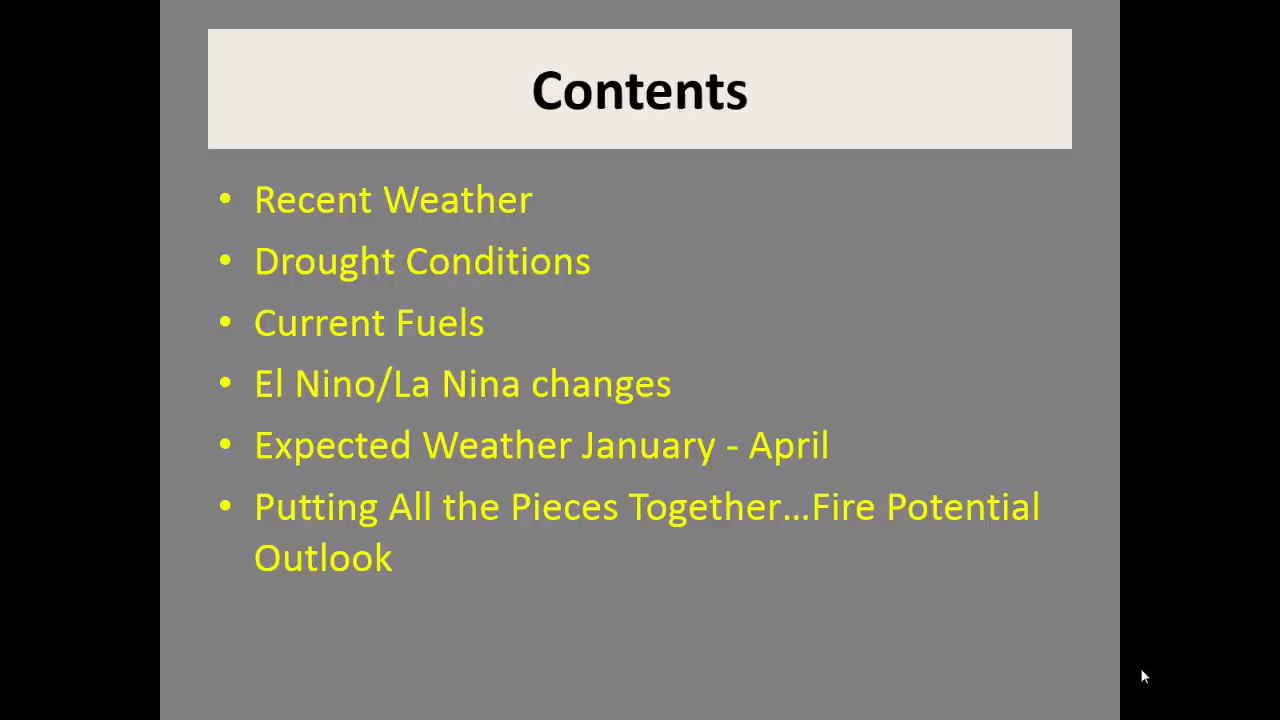 Contents
• Recent Weather
• Drought Conditions
• Current Fuels
• El Nino/La Nina changes
• Expected Weather January - April
• Putting All the Pieces Together...Fire Potential
Outlook